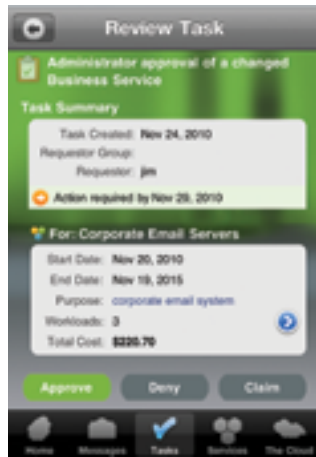 Review Task
Administrator approval of a changed
Business Service
Task Summary
Task Created: Nov 24, 2010
Requestor Group:
Requestor: jim
Action required by Nov 29, 2010
For: Corporate Email Servers
Start Date: Nov 20, 2010
End Date: Nov 19, 2015
Purpose: corporate email system
Workloads: 3
Total Cost: $220.70
Approve Deny Claim
Home Messages Tasks Services The Cloud